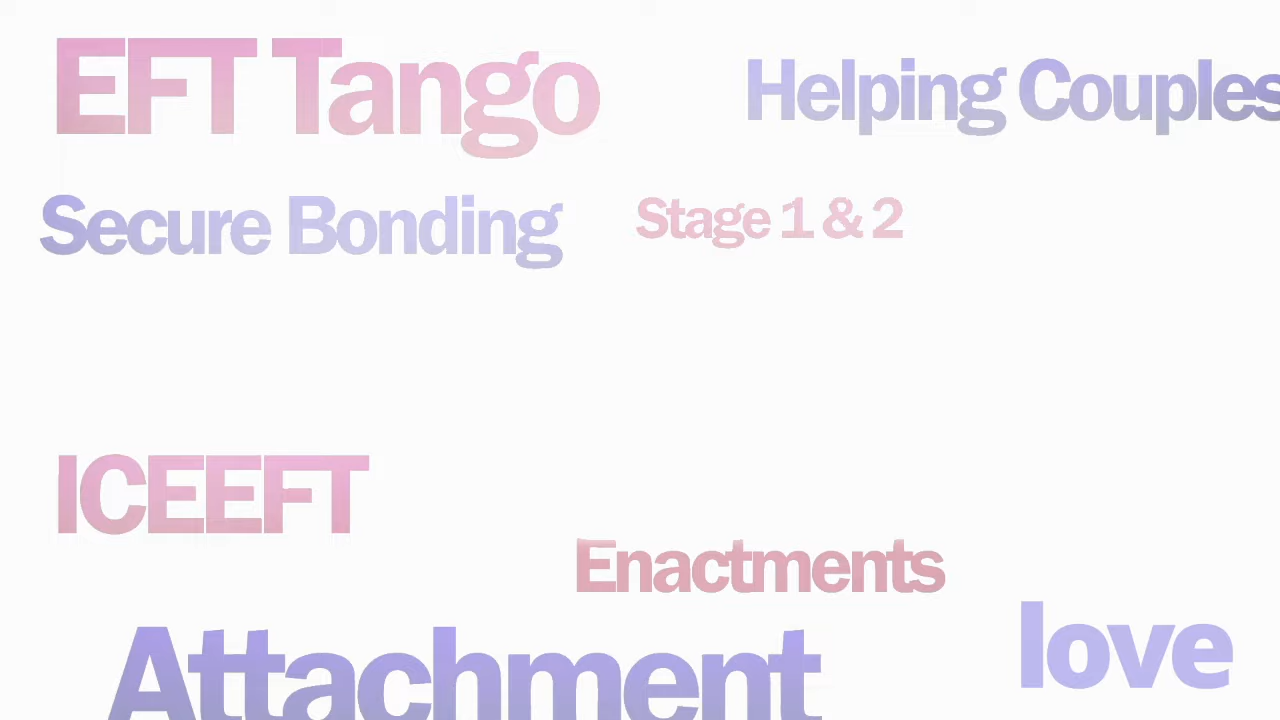 EFT Tango
Helping Couples
Secure Bonding
Stage 1 & 2
ICEEFT
Enactments
love
Attachment